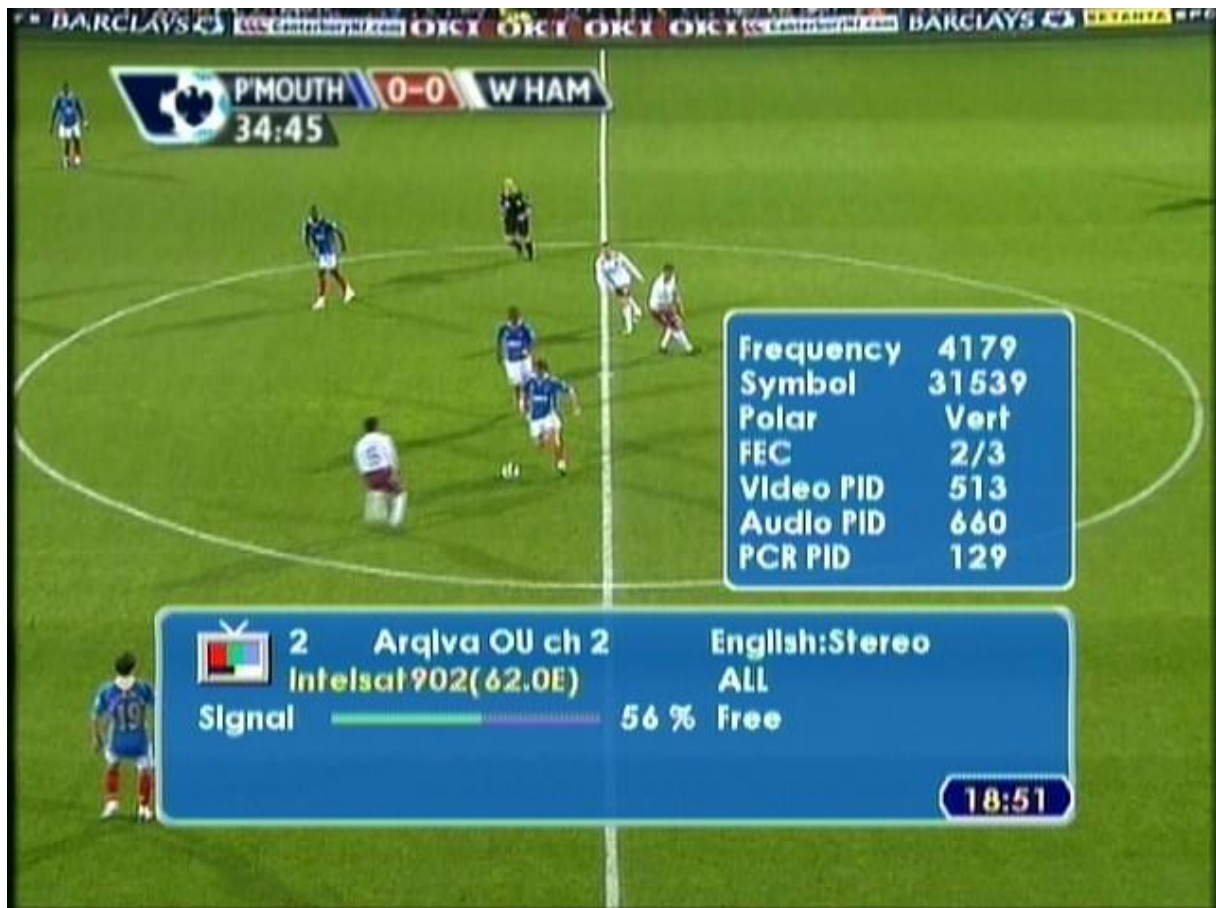 BARCLAYS OKI OKI OKI OKI BARCLAYS SETANTA
P'MOUTH 0-0 W HAM
34:45
Frequency 4179
Symbol 31539
Polar Vert
FEC 2/3
Video PID 513
Audio PID 660
PCR PID 129
2 Arqiva OU ch 2 English:Stereo
Intelsat902(62.0E) ALL
Signal 56 % Free
19
18:51